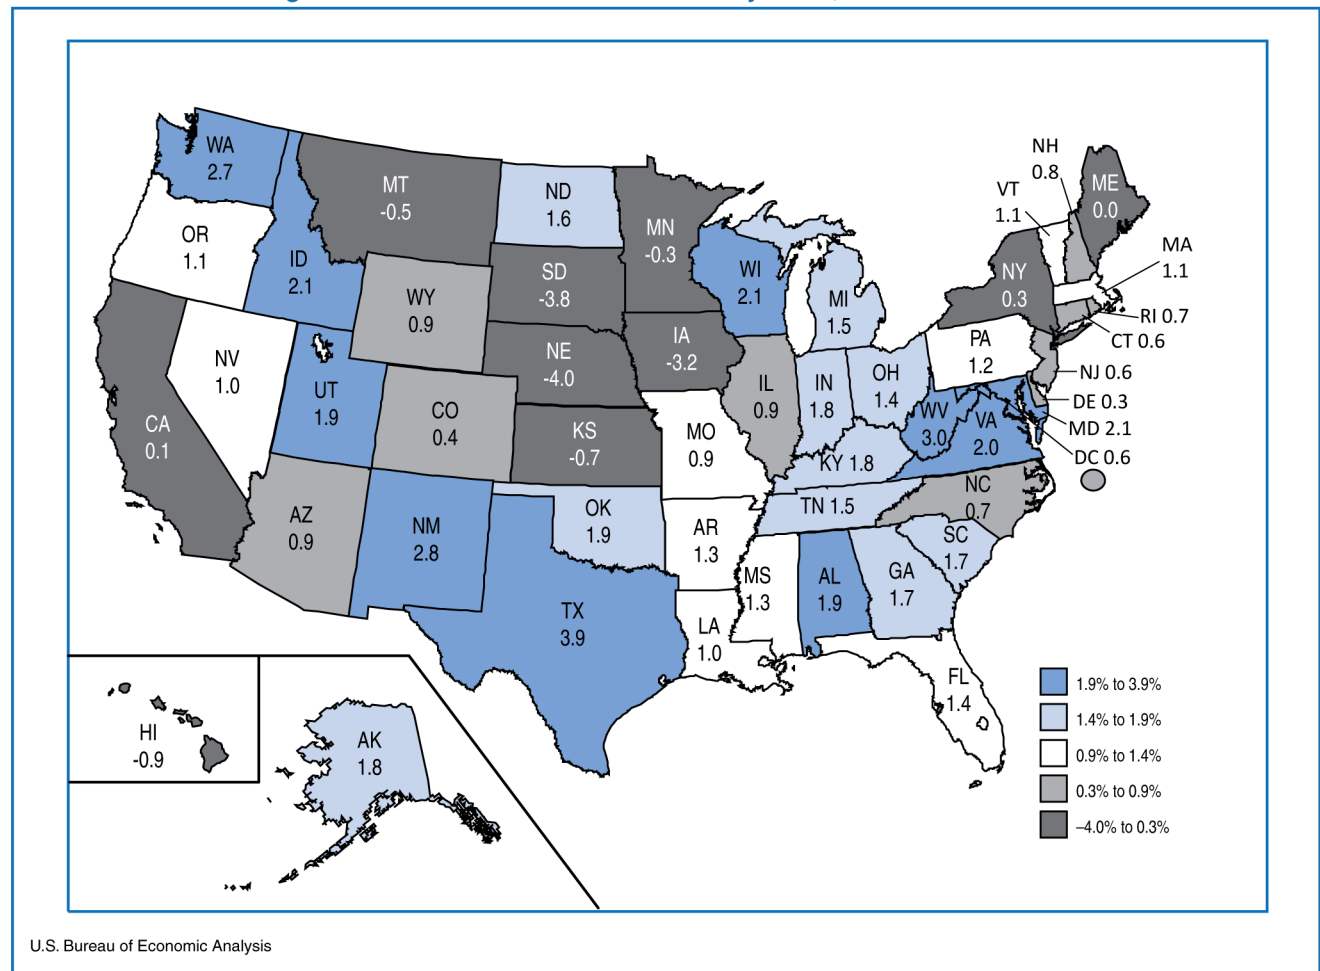 WA
2.7
OR
1.1
ID
2.1
MT
-0.5
ND
1.6
MN
-0.3
WI
2.1
MI
1.5
NH
0.8
VT
1.1
ME
0.0
MA
1.1
NY
0.3
RI 0.7
CT 0.6
NJ 0.6
DE 0.3
MD 2.1
DC 0.6
PA
1.2
SD
-3.8
WY
0.9
NE
-4.0
IA
-3.2
NV
1.0
UT
1.9
CA
0.1
CO
0.4
KS
-0.7
MO
0.9
IL
0.9
IN
1.8
OH
1.4
WV
3.0
VA
2.0
KY 1.8
TN 1.5
NC
0.7
SC
1.7
AZ
0.9
NM
2.8
OK
1.9
AR
1.3
MS
1.3
AL
1.9
GA
1.7
TX
3.9
LA
1.0
FL
1.4
HI
-0.9
AK
1.8
1.9% to 3.9%
1.4% to 1.9%
0.9% to 1.4%
0.3% to 0.9%
–4.0% to 0.3%
U.S. Bureau of Economic Analysis